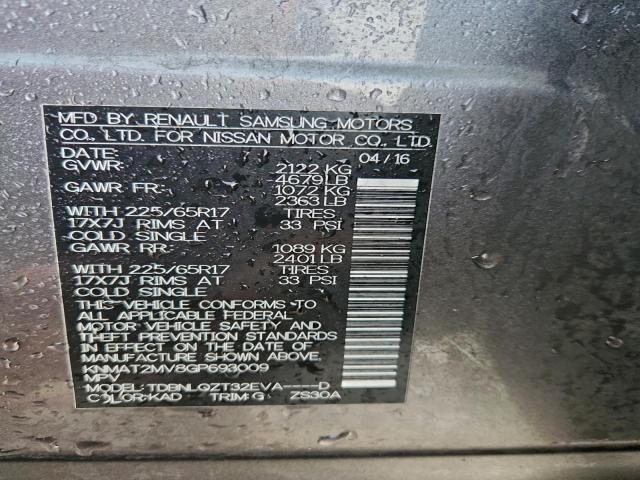 MFD BY RENAULT SAMSUNG MOTORS
CO., LTD. FOR NISSAN MOTOR CO., LTD.
DATE: 04/16
GVWR: 2122 KG
4679 LB
GAWR FR: 1072 KG
2363 LB
WITH 225/65R17 TIRES
17X7J RIMS AT 33 PSI
COLD SINGLE
GAWR RR: 1089 KG
2401 LB
WITH 225/65R17 TIRES
17X7J RIMS AT 33 PSI
COLD SINGLE
THIS VEHICLE CONFORMS TO
ALL APPLICABLE FEDERAL
MOTOR VEHICLE SAFETY AND
THEFT PREVENTION STANDARDS
IN EFFECT ON THE DATE OF
MANUFACTURE SHOWN ABOVE.
KNMAT2MV8GP693009
MPV
MODEL: TDBNLQZT32EVA----D
COLOR:KAD TRIM:G ZS30A